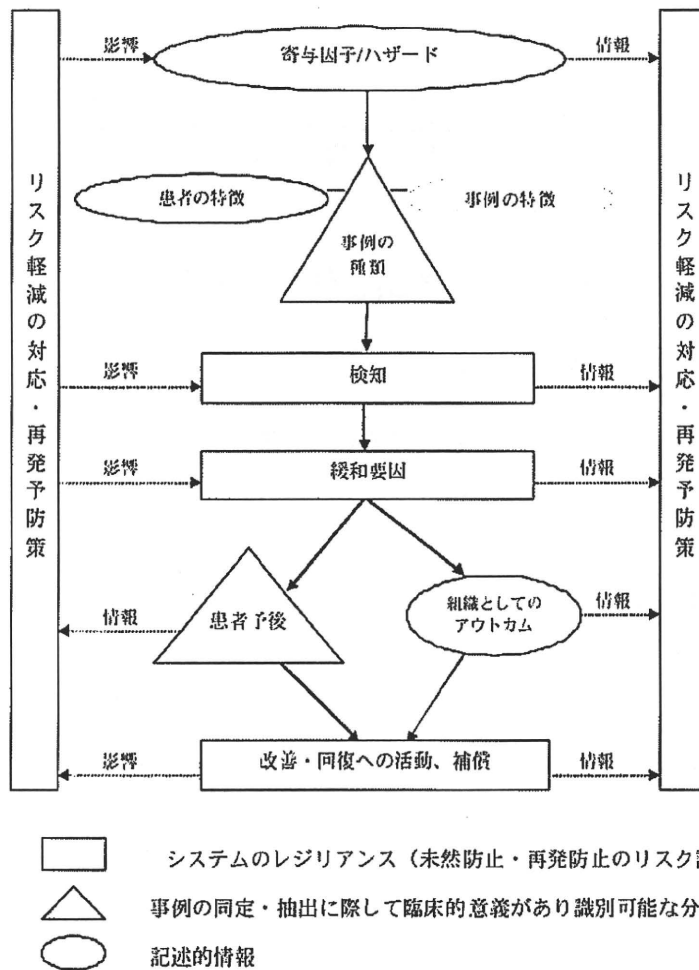 影響
寄与因子/ハザード
情報
リスク軽減の対応・再発予防策
リスク軽減の対応・再発予防策
患者の特徴
事例の特徴
事例の
種類
影響
検知
情報
影響
緩和要因
情報
情報
患者予後
組織としての
アウトカム
情報
影響
改善・回復への活動、補償
情報
システムのレジリアンス（未然防止・再発防止のリスク
事例の同定・抽出に際して臨床的意義があり識別可能な分
記述的情報